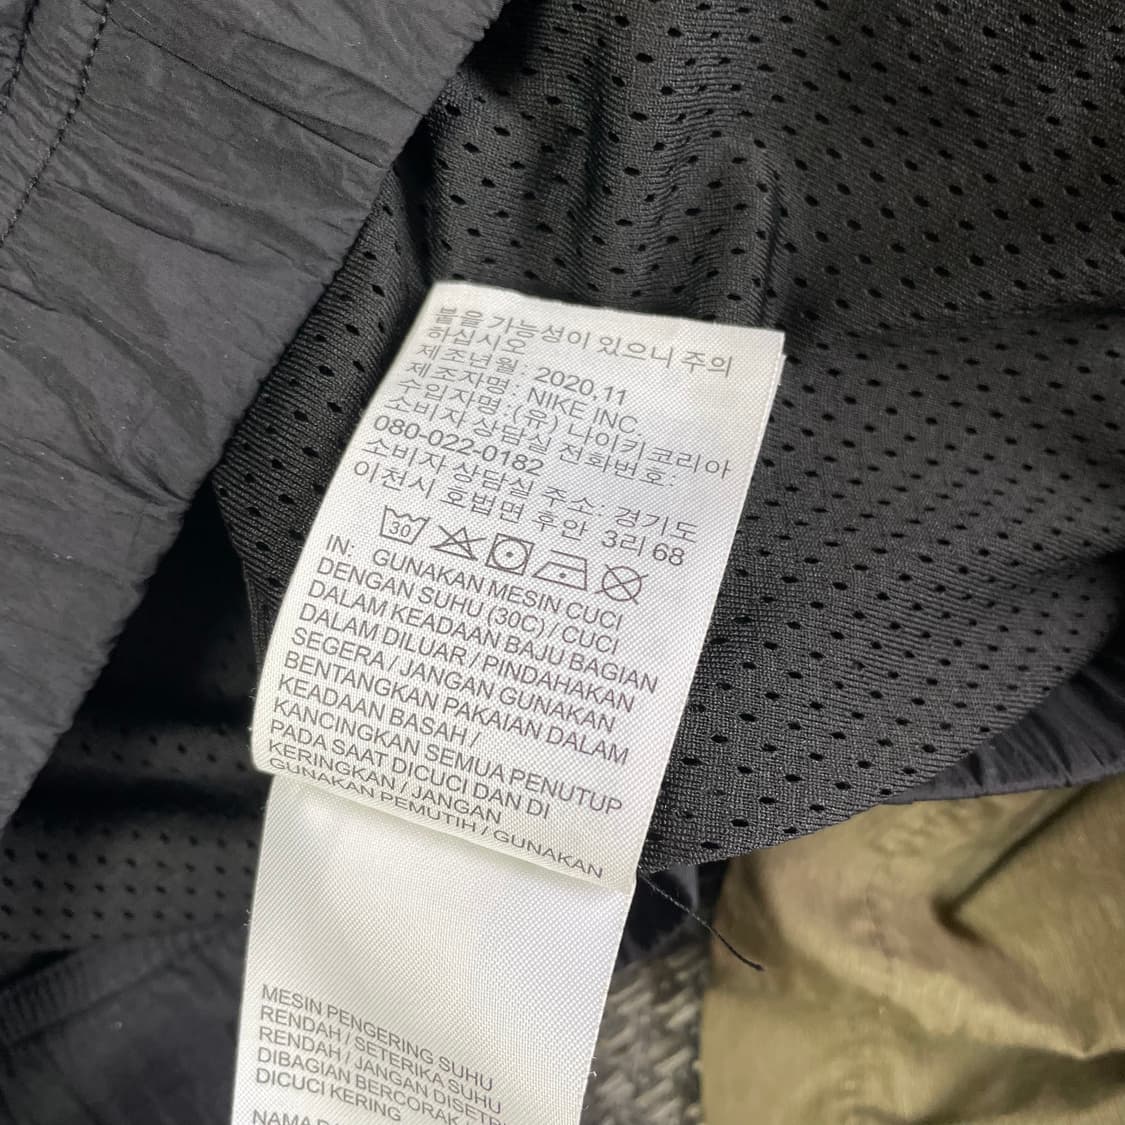 붙을 가능성이 있으니 주의
하십시오
제조년월: 2020.11
제조자명: NIKE INC.
수입자명:(유)나이키코리아
소비자 상담실 전화번호:
080-022-0182
소비자 상담실 주소: 경기도
이천시 호법면 후안 3리 68
30
IN: GUNAKAN MESIN CUCI
DENGAN SUHU (30C) / CUCI
DALAM KEADAAN BAJU BAGIAN
DALAM DILUAR / PINDAHAKAN
SEGERA / JANGAN GUNAKAN
BENTANGKAN PAKAIAN DALAM
KEADAAN BASAH /
KANCINGKAN SEMUA PENUTUP
PADA SAAT DICUCI DAN DI
KERINGKAN / JANGAN
GUNAKAN PEMUTIH / GUNAKAN
MESIN PENGERING SUHU
RENDAH / SETERIKA SUHU
RENDAH / JANGAN DISETRI
DIBAGIAN BERCORAK /
DICUCI KERING
NAMA